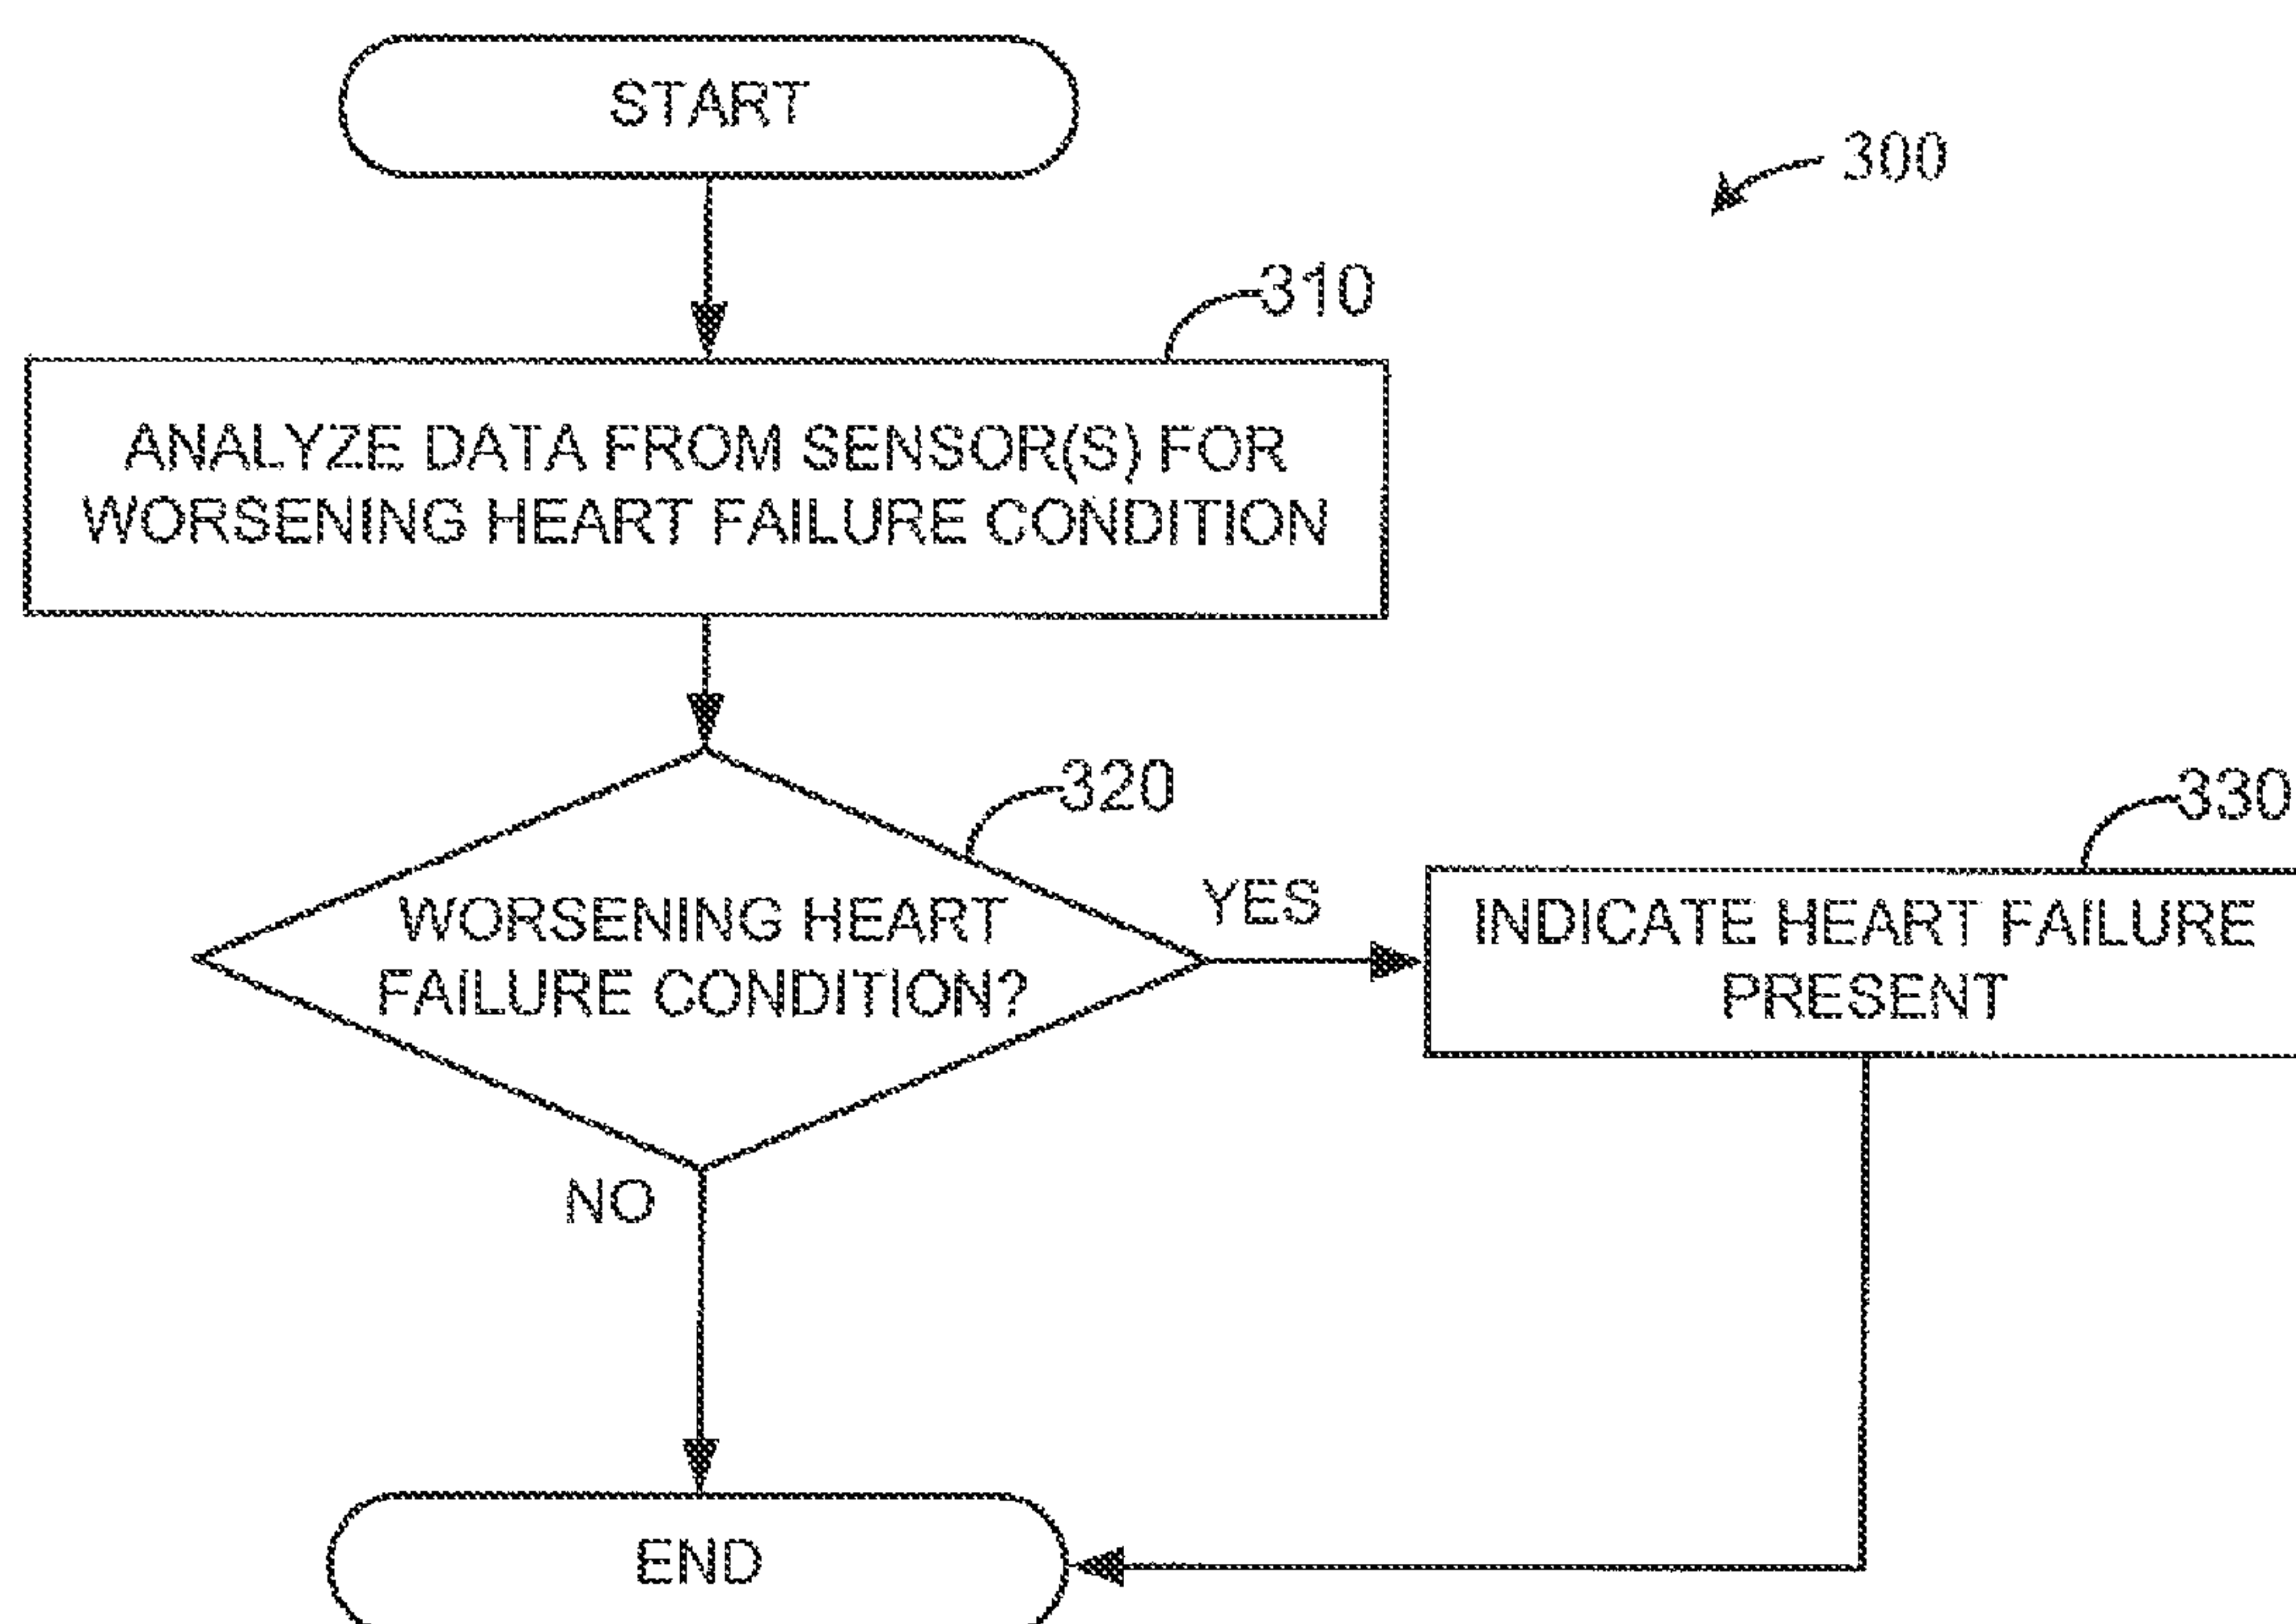 START
300
310
ANALYZE DATA FROM SENSOR(S) FOR
WORSENING HEART FAILURE CONDITION
320
330
WORSENING HEART
FAILURE CONDITION?
YES
INDICATE HEART FAILURE
PRESENT
NO
END